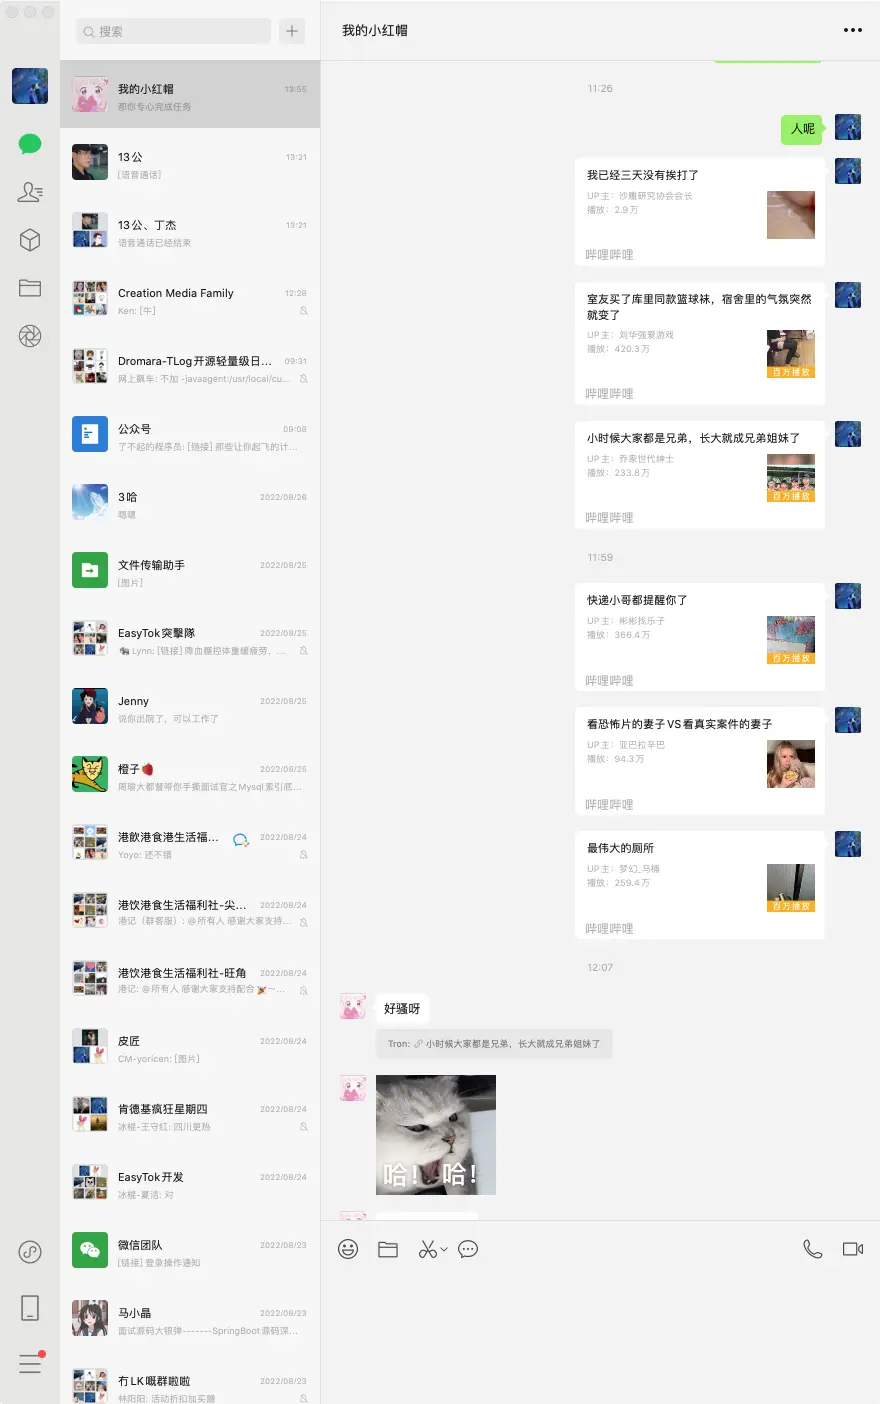 搜索
我的小红帽
13:55
那你专心完成任务
13公
13:21
[语音通话]
13公、丁杰
13:21
语音通话已经结束
Creation Media Family
12:28
Ken: [牛]
Dromara-TLog开源轻量级日...
09:31
网上飙车: 不加 -javaagent:/usr/local/cu...
公众号
09:08
了不起的程序员: [链接] 那些让你起飞的计...
3哈
2022/08/26
嗯嗯
文件传输助手
2022/08/25
[图片]
EasyTok突擊隊
2022/08/25
Lynn: [链接] 降血糖控体重缓疲劳，...
Jenny
2022/08/25
说你出院了，可以工作了
橙子🍓
2022/08/25
周瑜大都督带你手撕面试官之Mysql索引底...
港飲港食港生活福...
2022/08/24
Yoyo: 还不错
港饮港食生活福利社-尖...
2022/08/24
港记（群客服）: @所有人 感谢大家支持...
港饮港食生活福利社-旺角
2022/08/24
港记: @所有人 感谢大家支持配合🎉～...
皮匠
2022/08/24
CM-yoricen: [图片]
肯德基疯狂星期四
2022/08/24
冰棍-王守红: 四川更热
EasyTok开发
2022/08/24
冰棍-夏洁: 对
微信团队
2022/08/23
[链接] 登录操作通知
马小晶
2022/08/23
面试源码大银弹-------SpringBoot源码深...
冇LK嘅群啦啦
2022/08/23
林阳阳: 活动折扣加买赠
我的小红帽
11:26
人呢
我已经三天没有挨打了
UP主：沙雕研究协会会长
播放：2.9万
哔哩哔哩
室友买了库里同款篮球袜，宿舍里的气氛突然
就变了
UP主：刘华强爱游戏
播放：420.3万
百万播放
哔哩哔哩
小时候大家都是兄弟，长大就成兄弟姐妹了
UP主：乔家世代绅士
播放：233.8万
百万播放
哔哩哔哩
11:59
快递小哥都提醒你了
UP主：彬彬找乐子
播放：366.4万
百万播放
哔哩哔哩
看恐怖片的妻子VS看真实案件的妻子
UP主：亚巴拉辛巴
播放：94.3万
哔哩哔哩
最伟大的厕所
UP主：梦幻_马桶
播放：259.4万
百万播放
哔哩哔哩
12:07
好骚呀
Tron: 小时候大家都是兄弟，长大就成兄弟姐妹了
哈！ 哈！